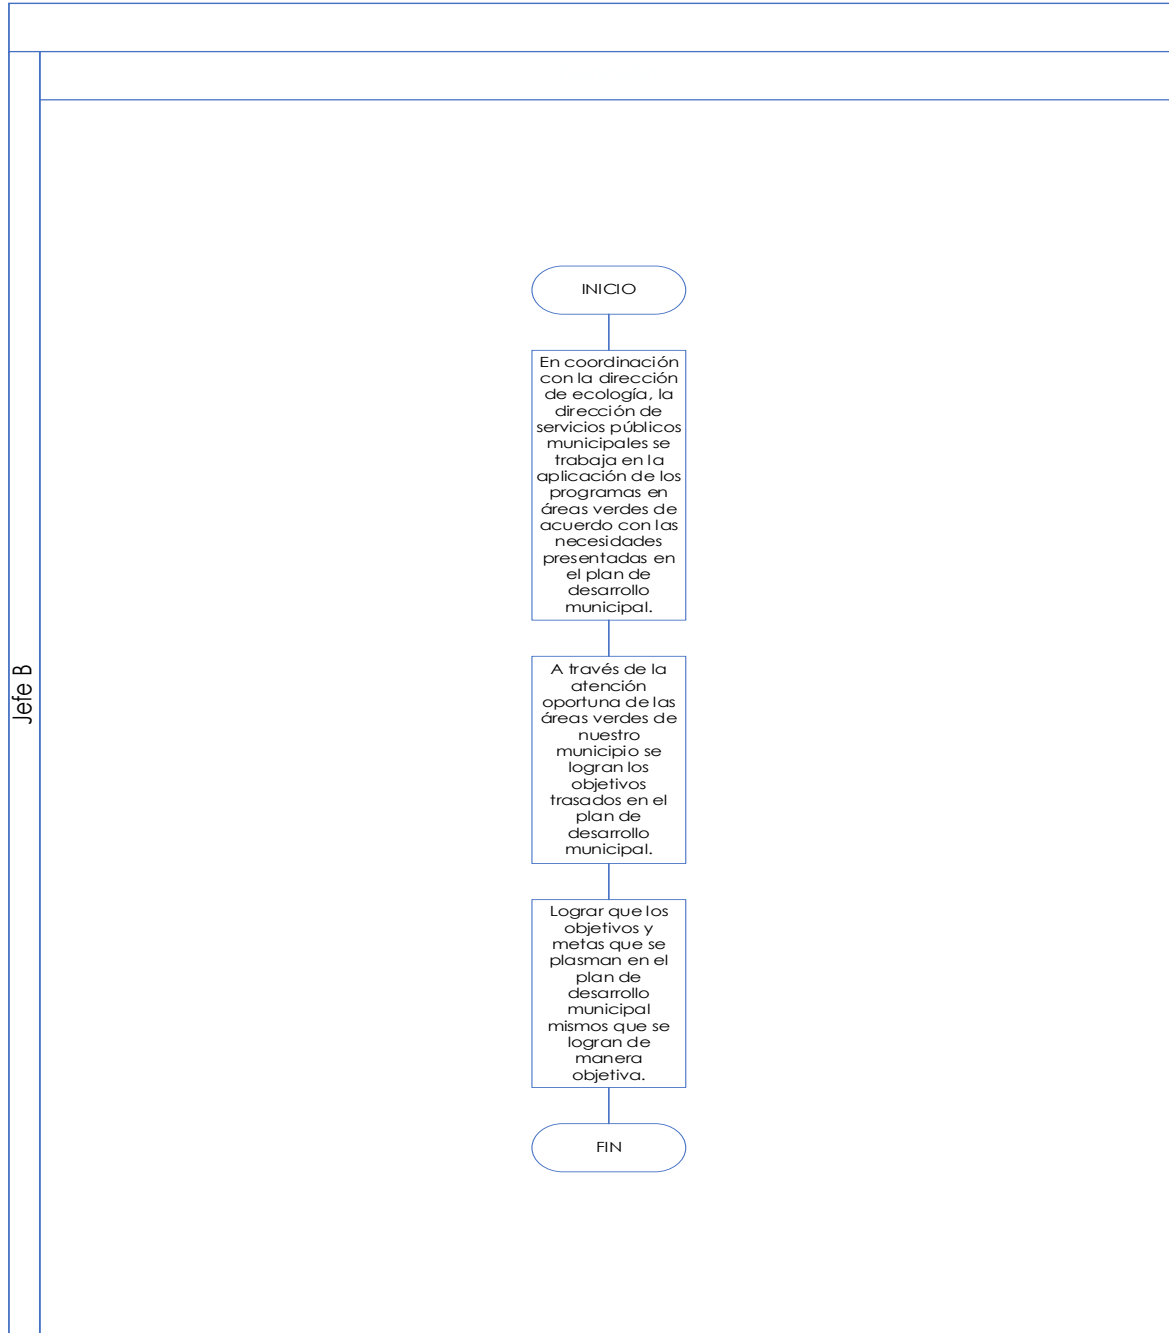 INICIO
En coordinación
con la dirección
de ecología, la
dirección de
servicios públicos
municipales se
trabaja en la
aplicación de los
programas en
áreas verdes de
acuerdo con las
necesidades
presentadas en
el plan de
desarrollo
municipal.
Jefe B
A través de la
atención
oportuna de las
áreas verdes de
nuestro
municipio se
logran los
objetivos
trasados en el
plan de
desarrollo
municipal.
Lograr que los
objetivos y
metas que se
plasman en el
plan de
desarrollo
municipal
mismos que se
logran de
manera
objetiva.
FIN